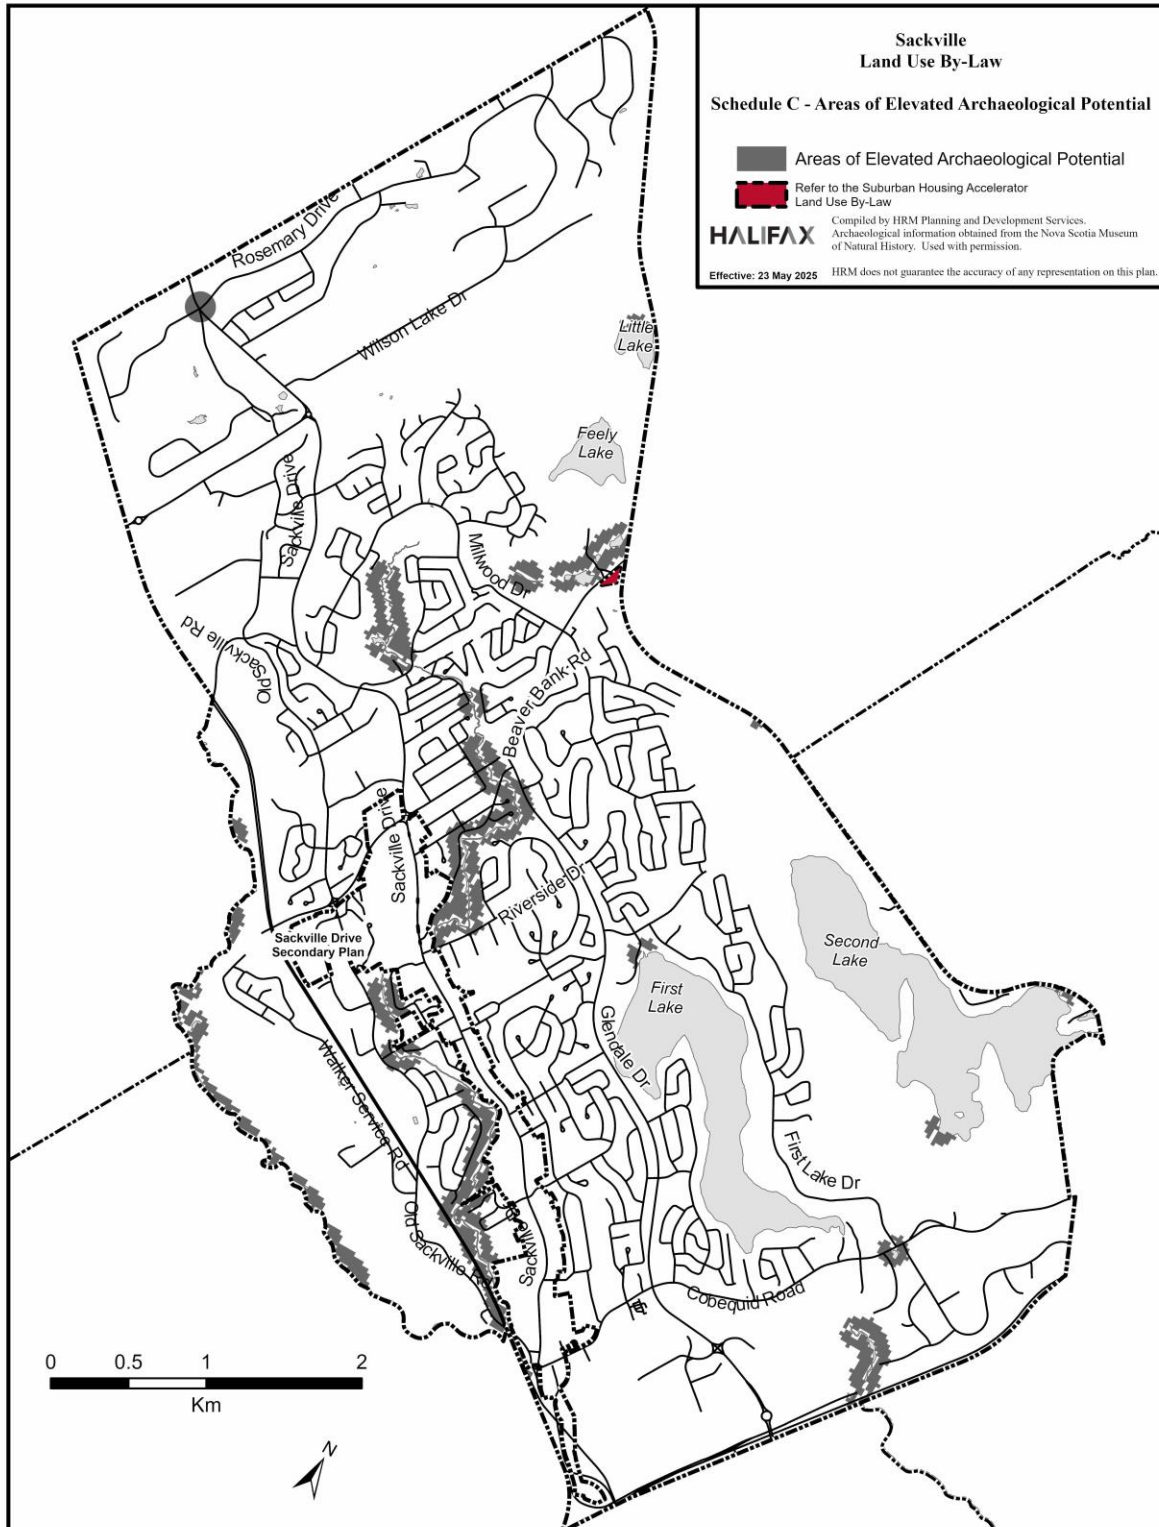 Sackville
Land Use By-Law
Schedule C - Areas of Elevated Archaeological Potential
Areas of Elevated Archaeological Potential
Refer to the Suburban Housing Accelerator
Land Use By-Law
HALIFAX
Compiled by HRM Planning and Development Services.
Archaeological information obtained from the Nova Scotia Museum
of Natural History. Used with permission.
Effective: 23 May 2025
HRM does not guarantee the accuracy of any representation on this plan.
Rosemary Drive
Wilson Lake Dr
Little
Lake
Feely
Lake
Sackville Drive
Millwood Dr
Old Sackville Rd
Beaver Bank Rd
Sackville Drive
Riverside Dr
Sackville Drive
Secondary Plan
Second
Lake
First
Lake
Glendale Dr
Walker Service Rd
First Lake Dr
Old Sackville Rd
Sackville Dr
Cobequid Road
0 0.5 1 2
Km
N